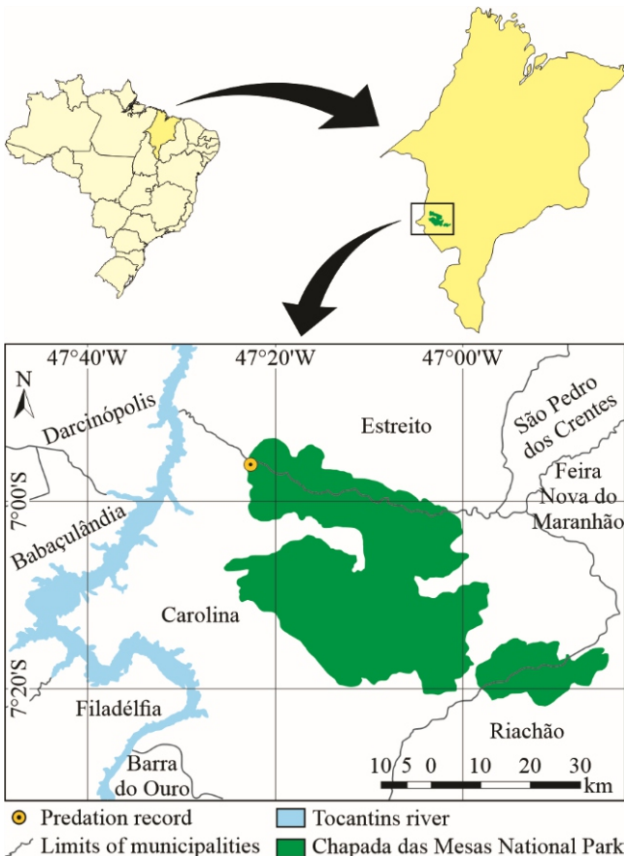 47°40'W 47°20'W 47°00'W
N
Darcinópolis
Estreito
São Pedro
dos Crentes
Feira
Nova do
Maranhão
7°00'S
Babaçulândia
Carolina
7°20'S
Filadélfia
Riachão
Barra
do Ouro
10 5 0 10 20 30
km
Predation record
Tocantins river
Limits of municipalities
Chapada das Mesas National Park